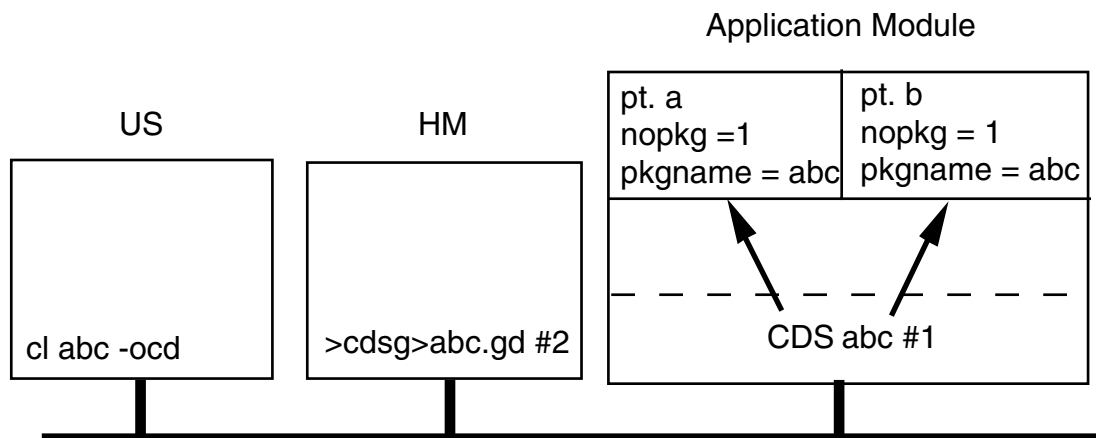 Application Module
US
HM
pt. a
nopkg =1
pkgname = abc
pt. b
nopkg = 1
pkgname = abc
cl abc -ocd
>cdsg>abc.gd #2
CDS abc #1